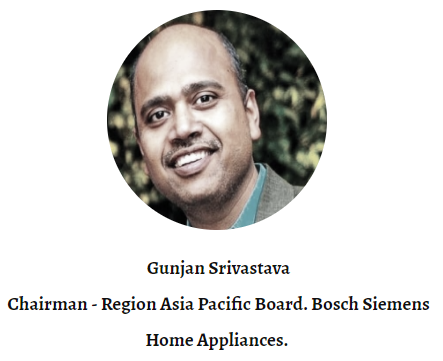 Gunjan Srivastava
Chairman - Region Asia Pacific Board. Bosch Siemens
Home Appliances.